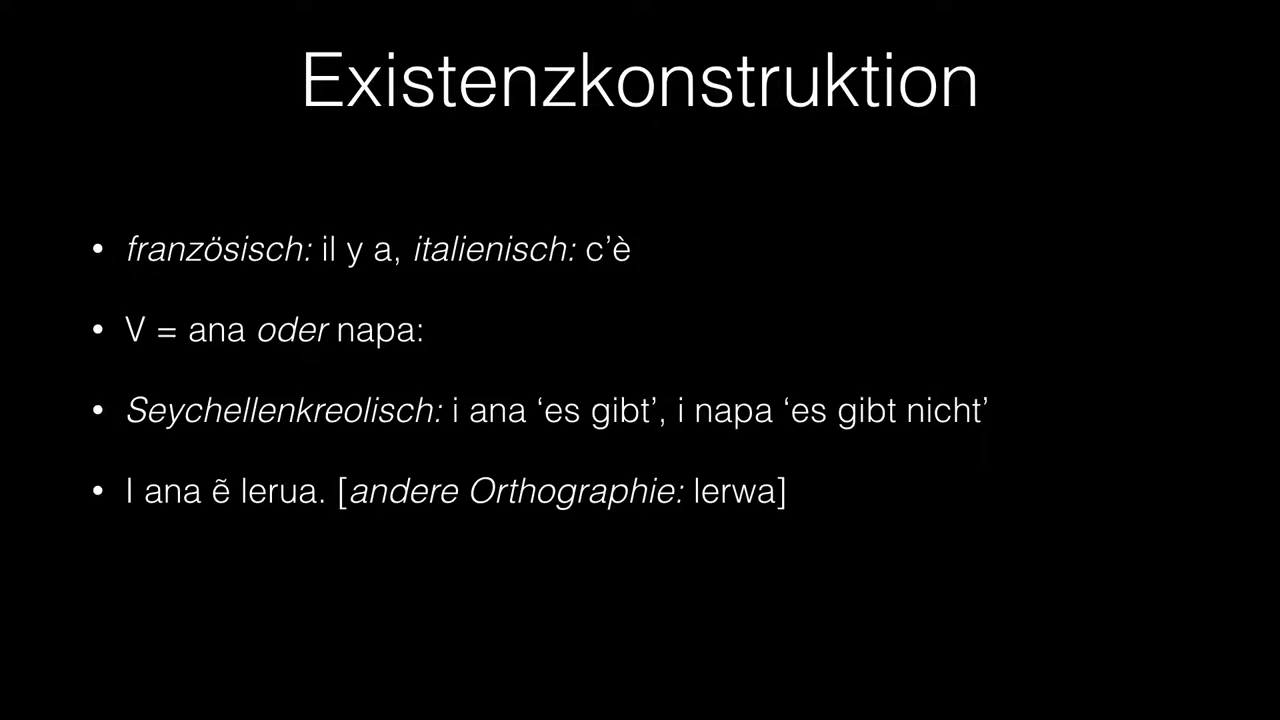 Existenzkonstruktion
• französisch: il y a, italienisch: c’è
• V = ana oder napa:
• Seychellenkreolisch: i ana ‘es gibt’, i napa ‘es gibt nicht’
• I ana ẽ lerua. [andere Orthographie: lerwa]